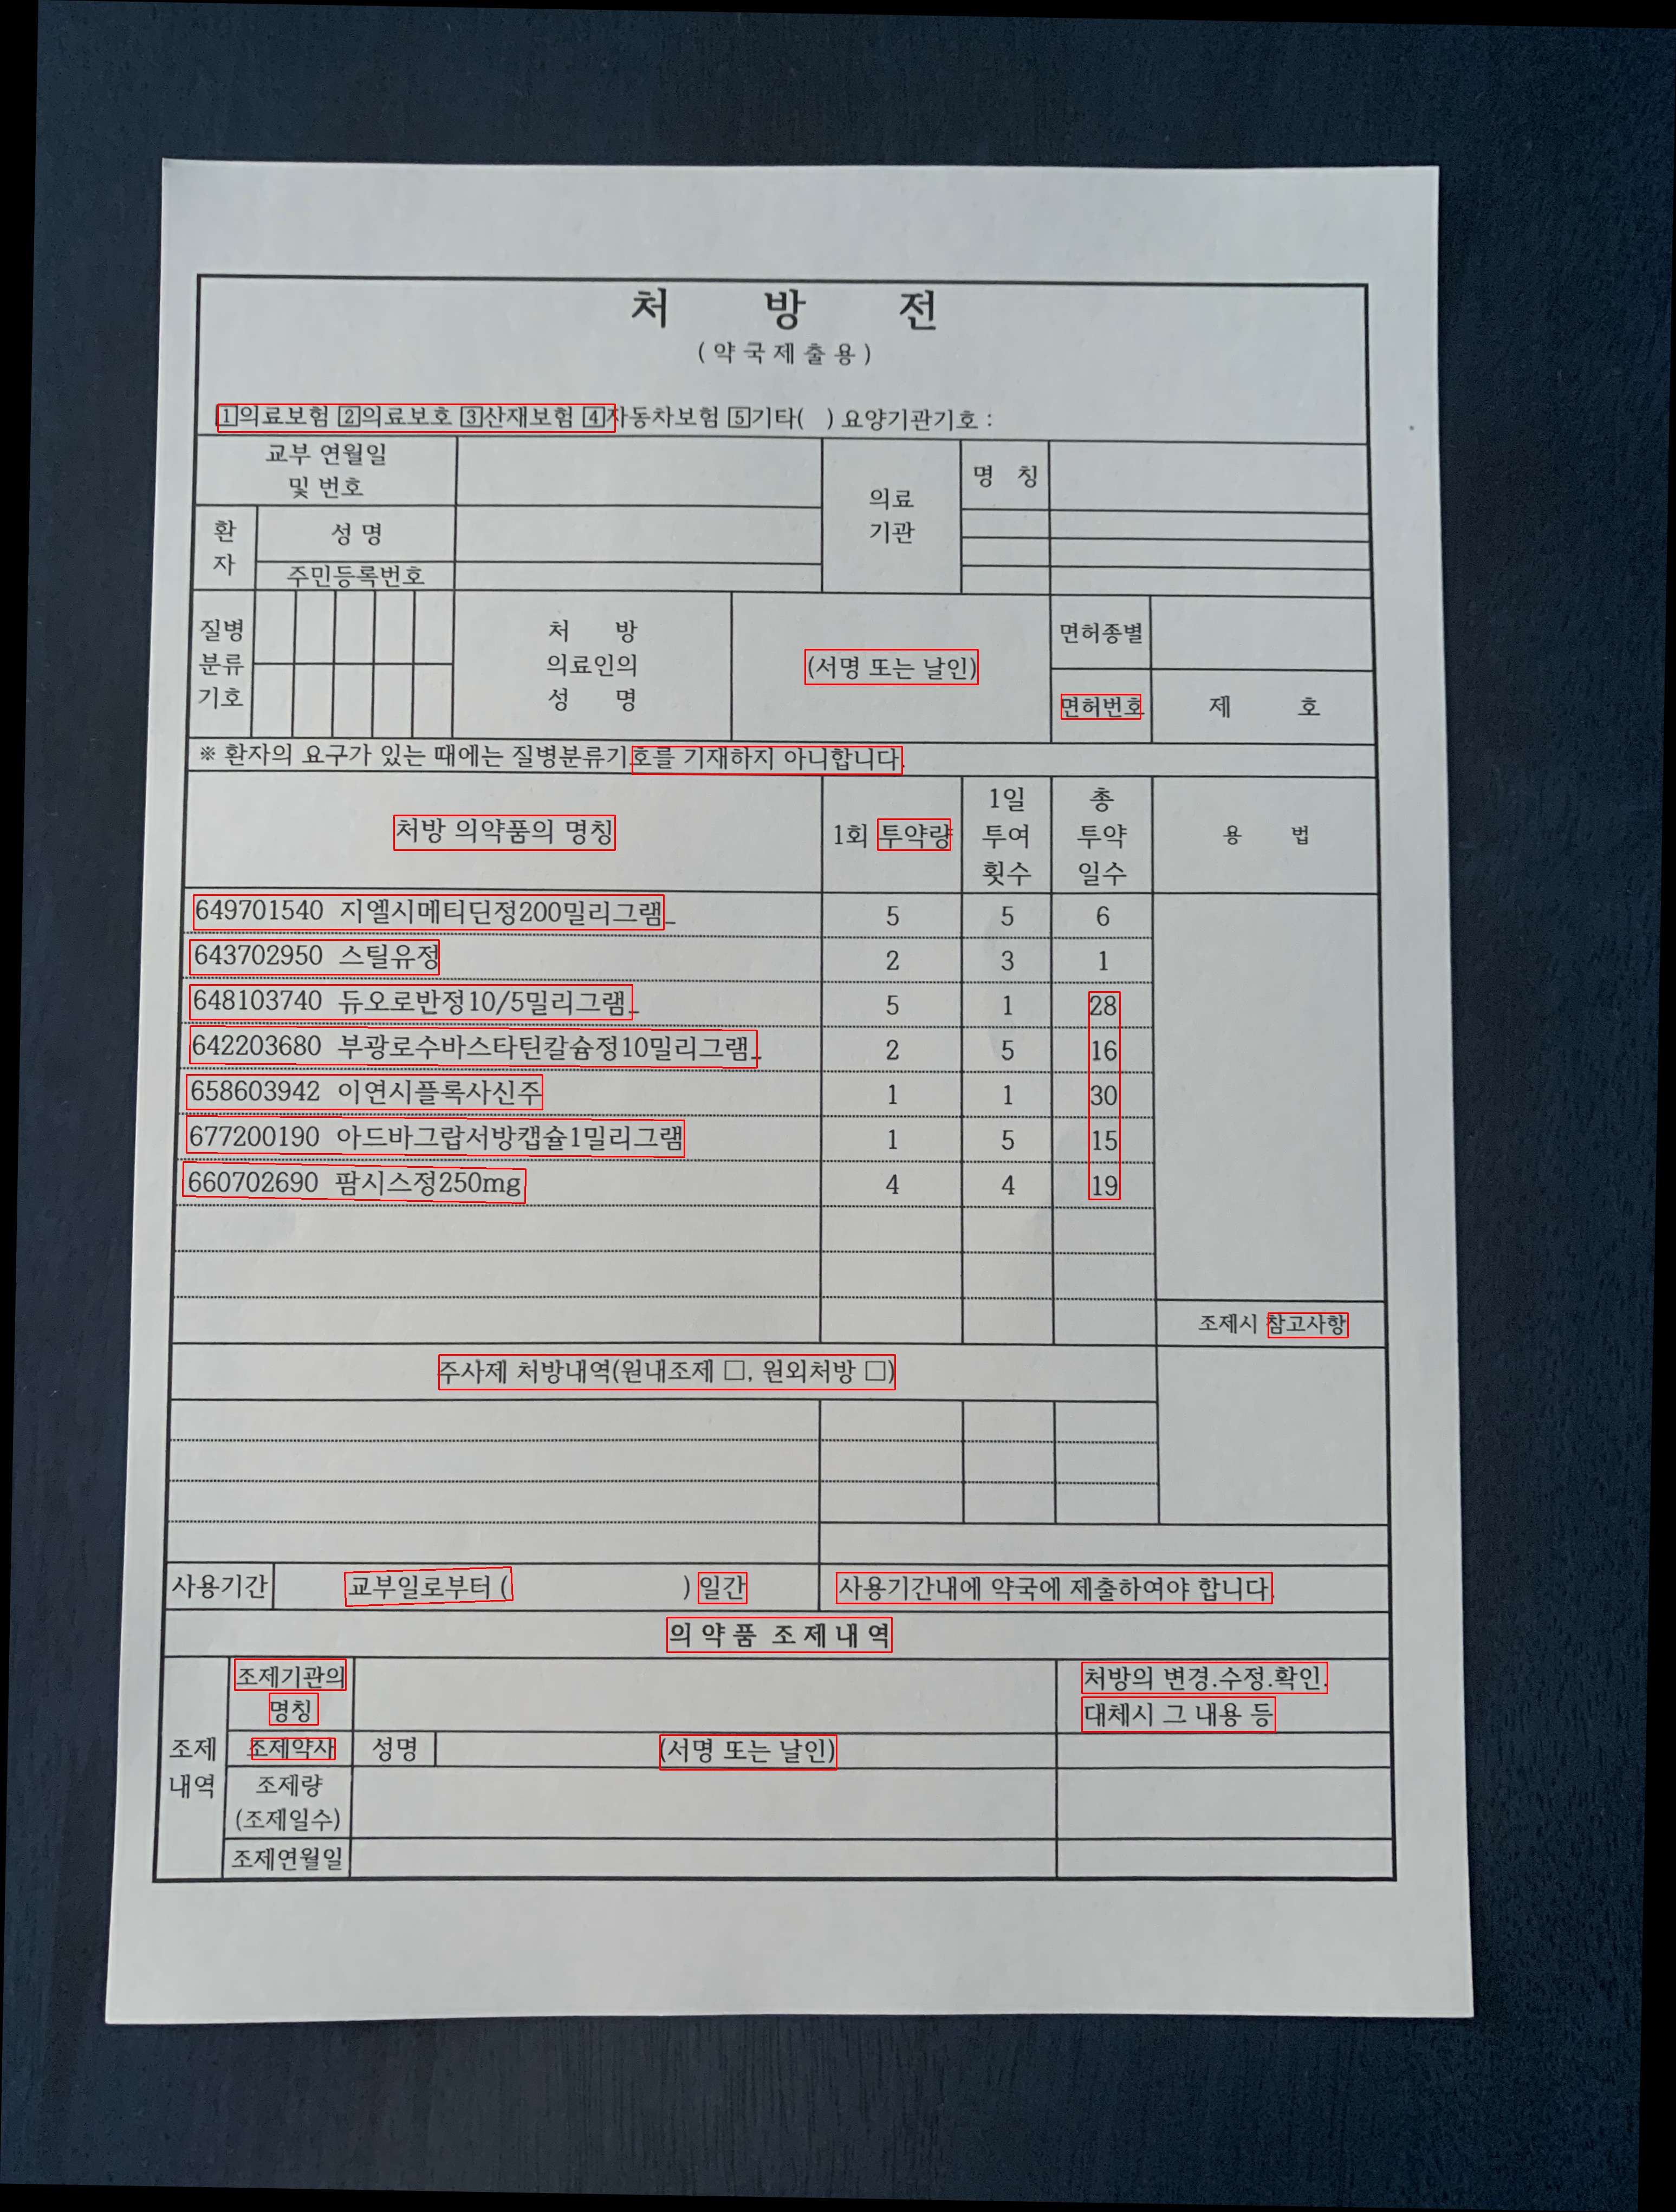 처 방 전
(약국제출용)
1의료보험 2의료보호 3산재보험 4자동차보험 5기타( ) 요양기관기호 :
교부 연월일
및 번호
의료
기관
명 칭
환
자
성 명
주민등록번호
질병
분류
기호
처 방
의료인의
성 명
(서명 또는 날인)
면허종별
면허번호
제 호
※ 환자의 요구가 있는 때에는 질병분류기호를 기재하지 아니합니다.
처방 의약품의 명칭
1회 투약량
1일
투여
횟수
총
투약
일수
용 법
649701540 지엘시메티딘정200밀리그램_ 5 5 6
643702950 스틸유정 2 3 1
648103740 듀오로반정10/5밀리그램_ 5 1 28
642203680 부광로수바스타틴칼슘정10밀리그램_ 2 5 16
658603942 이연시플록사신주 1 1 30
677200190 아드바그랍서방캡슐1밀리그램 1 5 15
660702690 팜시스정250mg 4 4 19
조제시 참고사항
주사제 처방내역(원내조제 □, 원외처방 □)
사용기간 교부일로부터 ( ) 일간 사용기간내에 약국에 제출하여야 합니다.
의약품 조제내역
조제
내역
조제기관의
명칭
처방의 변경.수정.확인.
대체시 그 내용 등
조제약사 성명 (서명 또는 날인)
조제량
(조제일수)
조제연월일